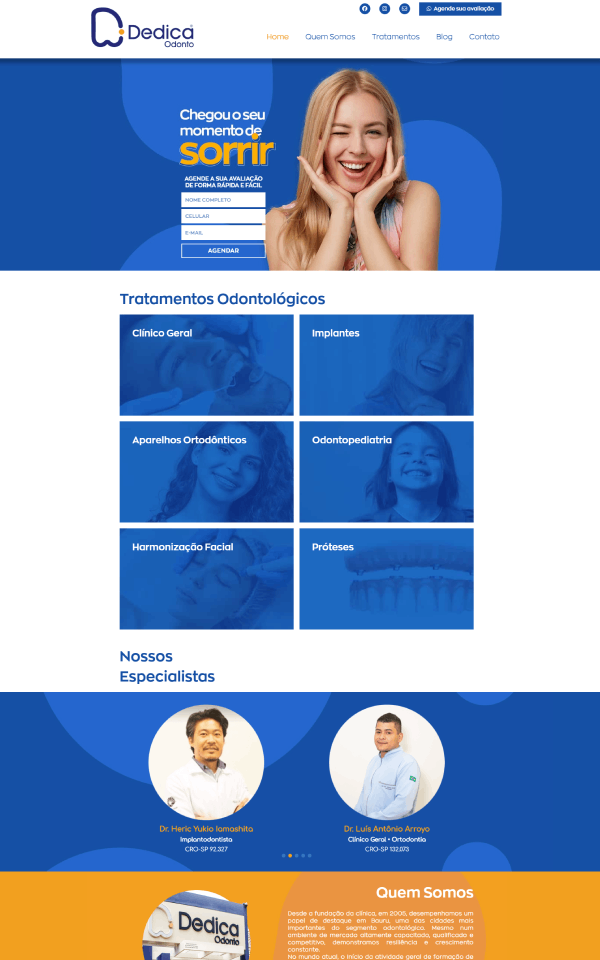 Dedica
Odonto
Agende sua avaliação
Home
Quem Somos
Tratamentos
Blog
Contato
Chegou o seu
momento de
sorrir
AGENDE A SUA AVALIAÇÃO
DE FORMA RÁPIDA E FÁCIL
NOME COMPLETO
CELULAR
E-MAIL
AGENDAR
Tratamentos Odontológicos
Clínico Geral
Implantes
Aparelhos Ortodônticos
Odontopediatria
Harmonização Facial
Próteses
Nossos
Especialistas
Dr. Heric Yukio Iamashita
Implantodontista
CRO-SP 92,327
Dr. Luís Antônio Arroyo
Clínico Geral • Ortodontia
CRO-SP 132,073
Dedica
Odonto
Quem Somos
Desde a fundação da clínica, em 2005, desempenhamos um
papel de destaque em Bauru, uma das cidades mais
importantes do segmento odontológico. Mesmo num
ambiente de mercado altamente capacitado, qualificado e
competitivo, demonstramos resiliência e crescimento
constante.
No mundo atual, o início da atividade geral de formação de